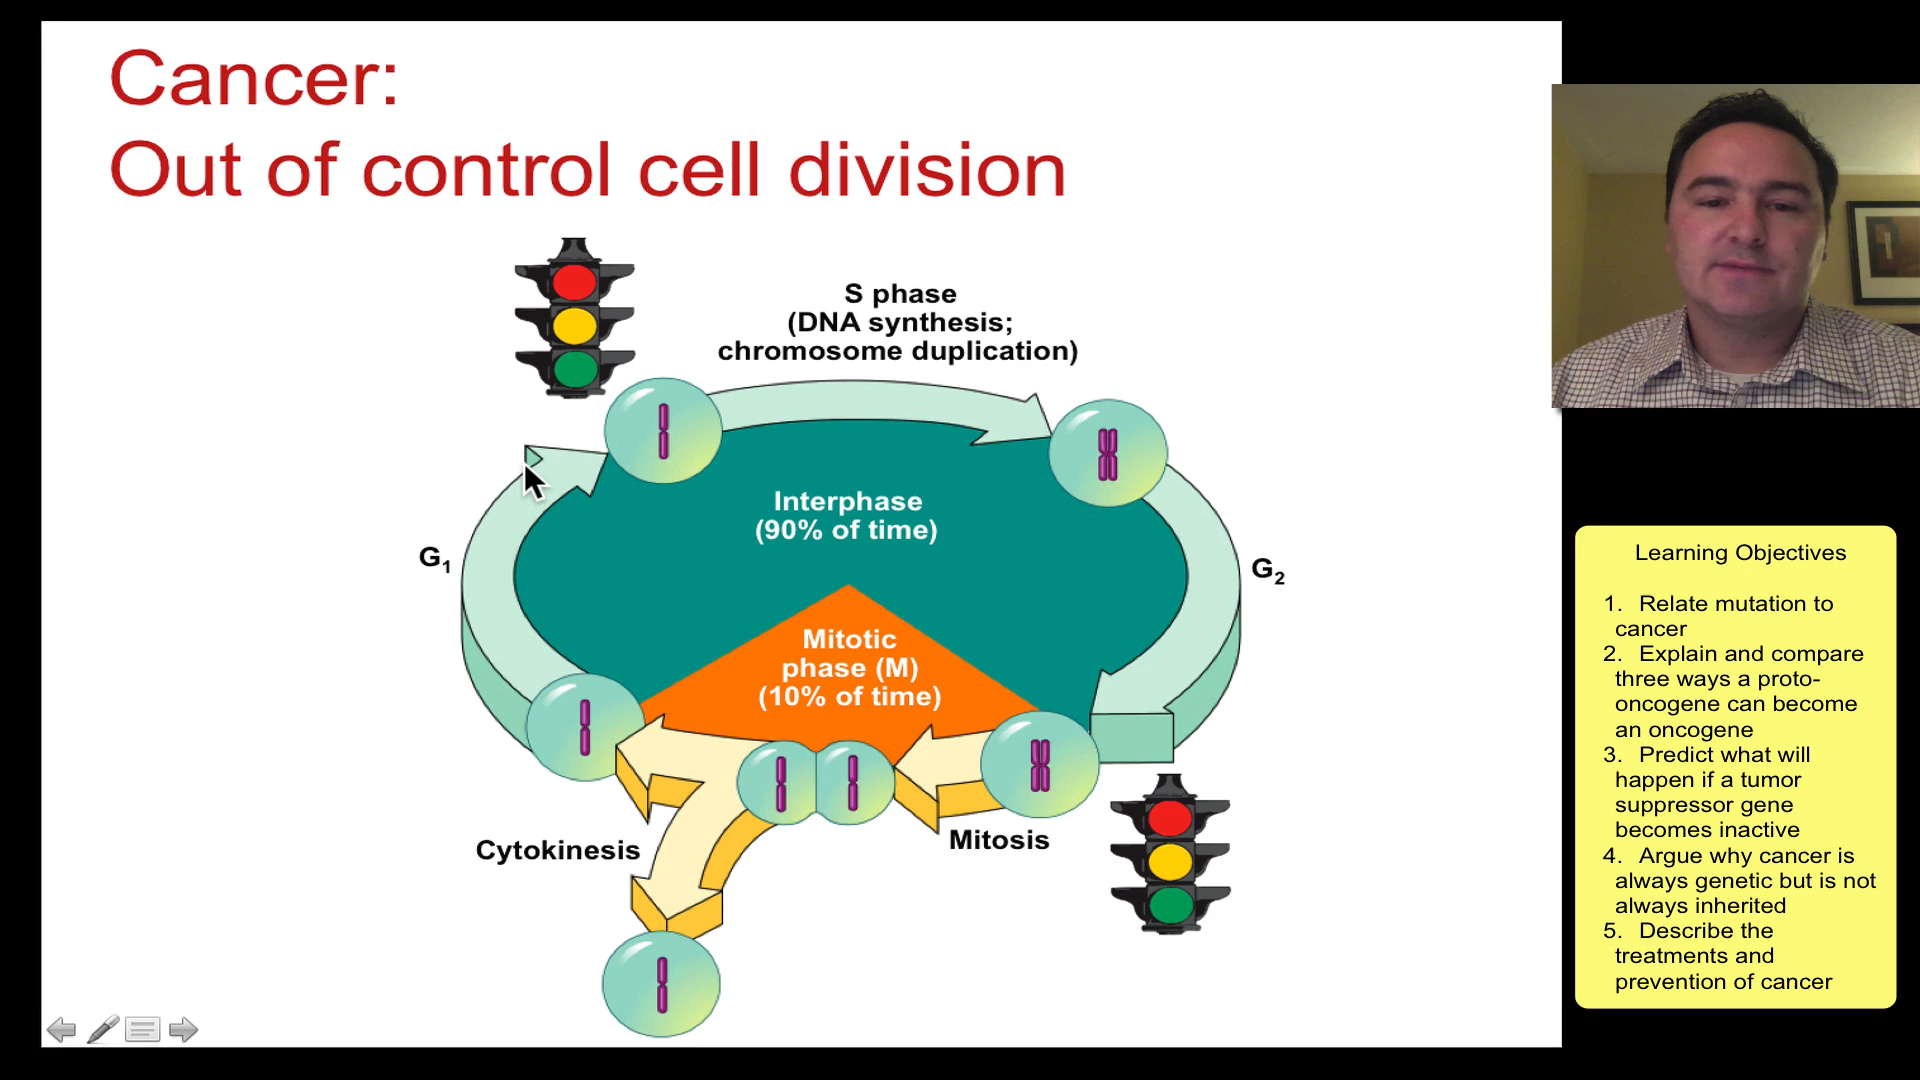 Cancer:
Out of control cell division
S phase
(DNA synthesis;
chromosome duplication)
Interphase
(90% of time)
G1
G2
Mitotic
phase (M)
(10% of time)
Mitosis
Cytokinesis
Learning Objectives
1. Relate mutation to
cancer
2. Explain and compare
three ways a proto-
oncogene can become
an oncogene
3. Predict what will
happen if a tumor
suppressor gene
becomes inactive
4. Argue why cancer is
always genetic but is not
always inherited
5. Describe the
treatments and
prevention of cancer